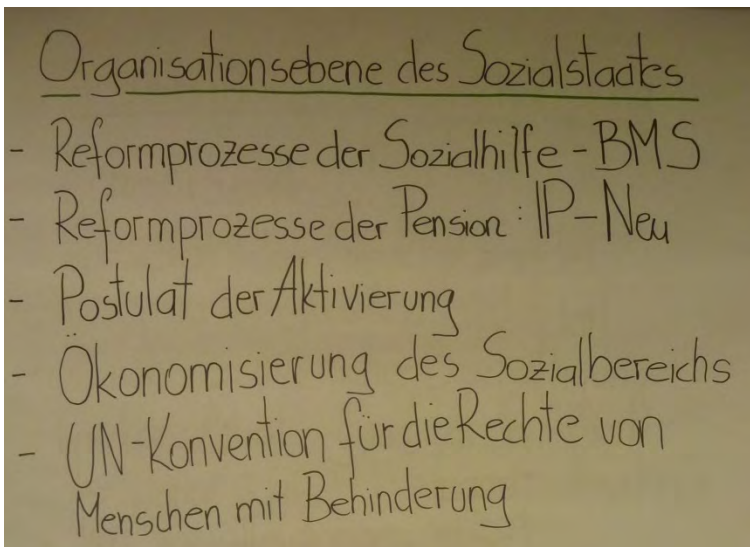 Organisationsebene des Sozialstaates
- Reformprozesse der Sozialhilfe - BMS
- Reformprozesse der Pension: IP-Neu
- Postulat der Aktivierung
- Ökonomisierung des Sozialbereichs
- UN-Konvention für die Rechte von
Menschen mit Behinderung